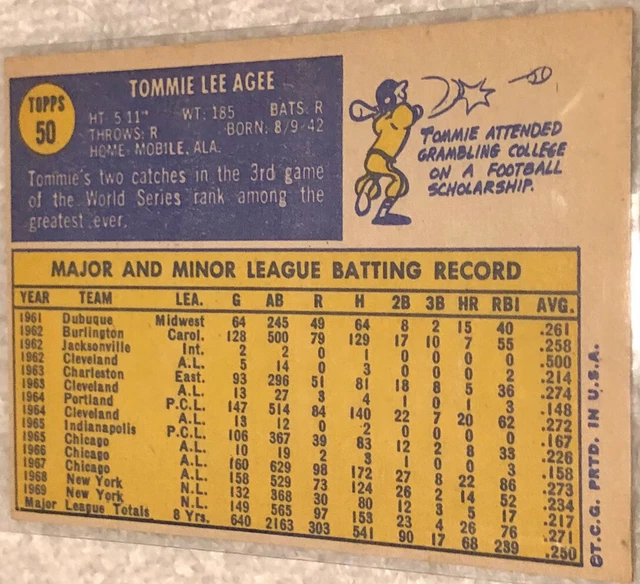 TOPPS
50
TOMMIE LEE AGEE
HT: 5'11" WT: 185 BATS: R
THROWS: R BORN: 8/9-42
HOME: MOBILE, ALA.
Tommie's two catches in the 3rd game
of the World Series rank among the
greatest ever.
TOMMIE ATTENDED
GRAMBLING COLLEGE
ON A FOOTBALL
SCHOLARSHIP.
MAJOR AND MINOR LEAGUE BATTING RECORD
YEAR TEAM LEA. G AB R H 2B 3B HR RBI AVG.
1961 Dubuque Midwest 64 245 49 64 8 2 15 40 .261
1962 Burlington Carol. 128 500 79 129 17 10 7 55 .258
1962 Jacksonville Int. 2 2 0 1 0 0 0 0 .500
1962 Cleveland A.L. 5 14 0 3 0 0 0 2 .214
1963 Charleston East. 93 296 51 81 18 8 5 36 .274
1963 Cleveland A.L. 13 27 3 4 1 0 1 3 .148
1964 Portland P.C.L. 147 514 84 140 22 7 20 62 .272
1964 Cleveland A.L. 13 12 0 2 0 0 0 0 .167
1965 Indianapolis P.C.L. 106 367 39 83 12 2 8 33 .226
1965 Chicago A.L. 10 19 2 3 1 0 0 3 .158
1966 Chicago A.L. 160 629 98 172 27 8 22 86 .273
1967 Chicago A.L. 158 529 73 124 26 2 14 52 .234
1968 New York N.L. 132 368 30 80 12 3 5 17 .217
1969 New York N.L. 149 565 97 153 23 4 26 76 .271
Major League Totals 8 Yrs. 640 2163 303 541 90 17 68 239 .250
©T.C.G. PRTD. IN U.S.A.